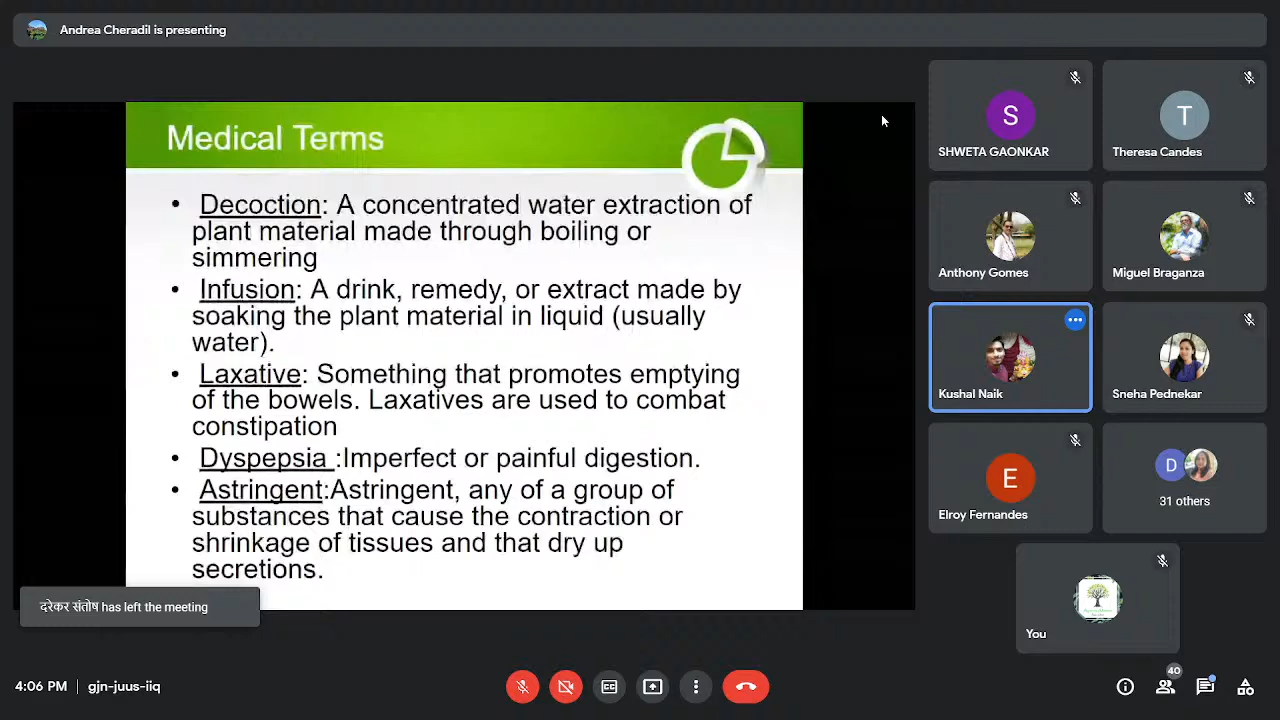 Andrea Cheradil is presenting
Medical Terms
• Decoction: A concentrated water extraction of
plant material made through boiling or
simmering
• Infusion: A drink, remedy, or extract made by
soaking the plant material in liquid (usually
water).
• Laxative: Something that promotes emptying
of the bowels. Laxatives are used to combat
constipation
• Dyspepsia :Imperfect or painful digestion.
• Astringent:Astringent, any of a group of
substances that cause the contraction or
shrinkage of tissues and that dry up
secretions.
दरेकर संतोष has left the meeting
S
SHWETA GAONKAR
T
Theresa Candes
Anthony Gomes
Miguel Braganza
Kushal Naik
Sneha Pednekar
E
Elroy Fernandes
D
31 others
You
4:06 PM | gjn-juus-iiq
CC
40